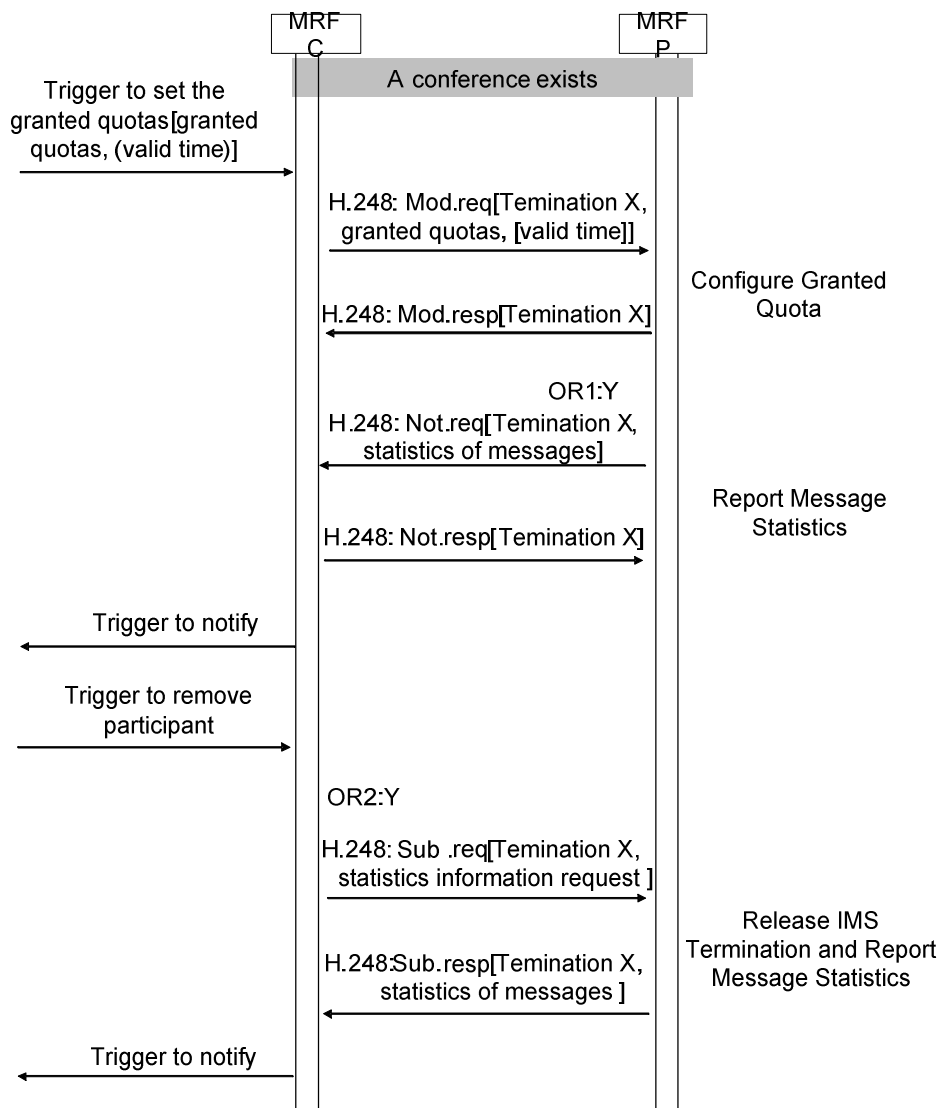 MRF
C
MRF
P
A conference exists
Trigger to set the
granted quotas[granted
quotas, (valid time)]
H.248: Mod.req[Temination X,
granted quotas, [valid time]]
Configure Granted
Quota
H.248: Mod.resp[Temination X]
OR1:Y
H.248: Not.req[Temination X,
statistics of messages]
Report Message
Statistics
H.248: Not.resp[Temination X]
Trigger to notify
Trigger to remove
participant
OR2:Y
H.248: Sub .req[Temination X,
statistics information request ]
Release IMS
Termination and Report
Message Statistics
H.248:Sub.resp[Temination X,
statistics of messages ]
Trigger to notify